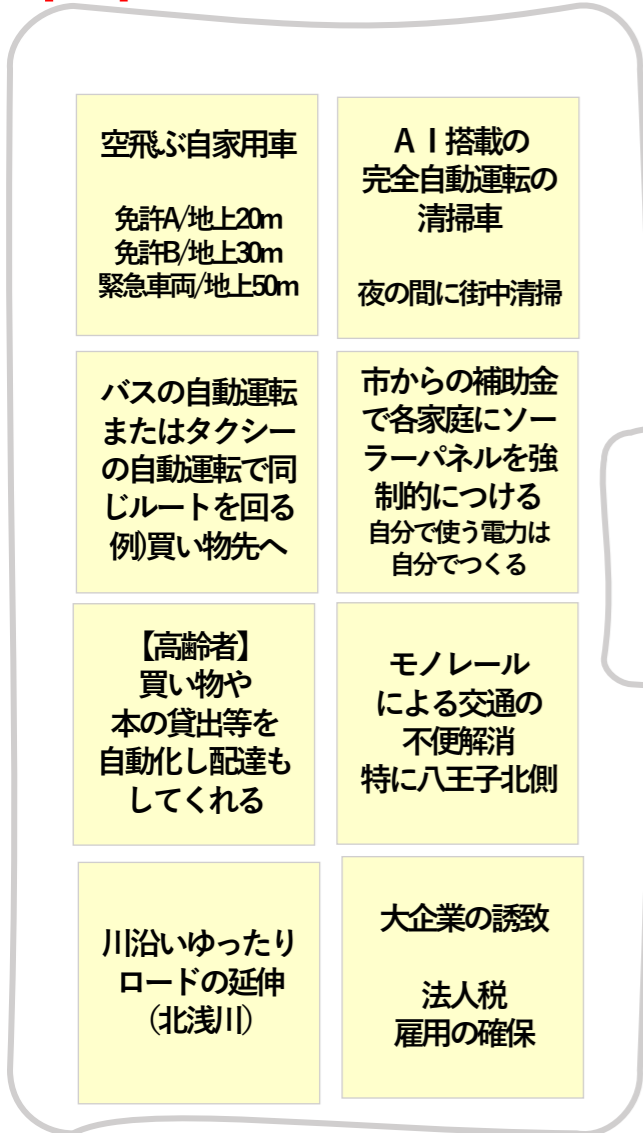 空飛ぶ自家用車
免許A/地上20m
免許B/地上30m
緊急車両/地上50m
ＡＩ搭載の
完全自動運転の
清掃車
夜の間に街中清掃
バスの自動運転
またはタクシー
の自動運転で同
じルートを回る
例)買い物先へ
市からの補助金
で各家庭にソー
ラーパネルを強
制的につける
自分で使う電力は
自分でつくる
【高齢者】
買い物や
本の貸出等を
自動化し配達も
してくれる
モノレール
による交通の
不便解消
特に八王子北側
川沿いゆったり
ロードの延伸
（北浅川）
大企業の誘致
法人税
雇用の確保